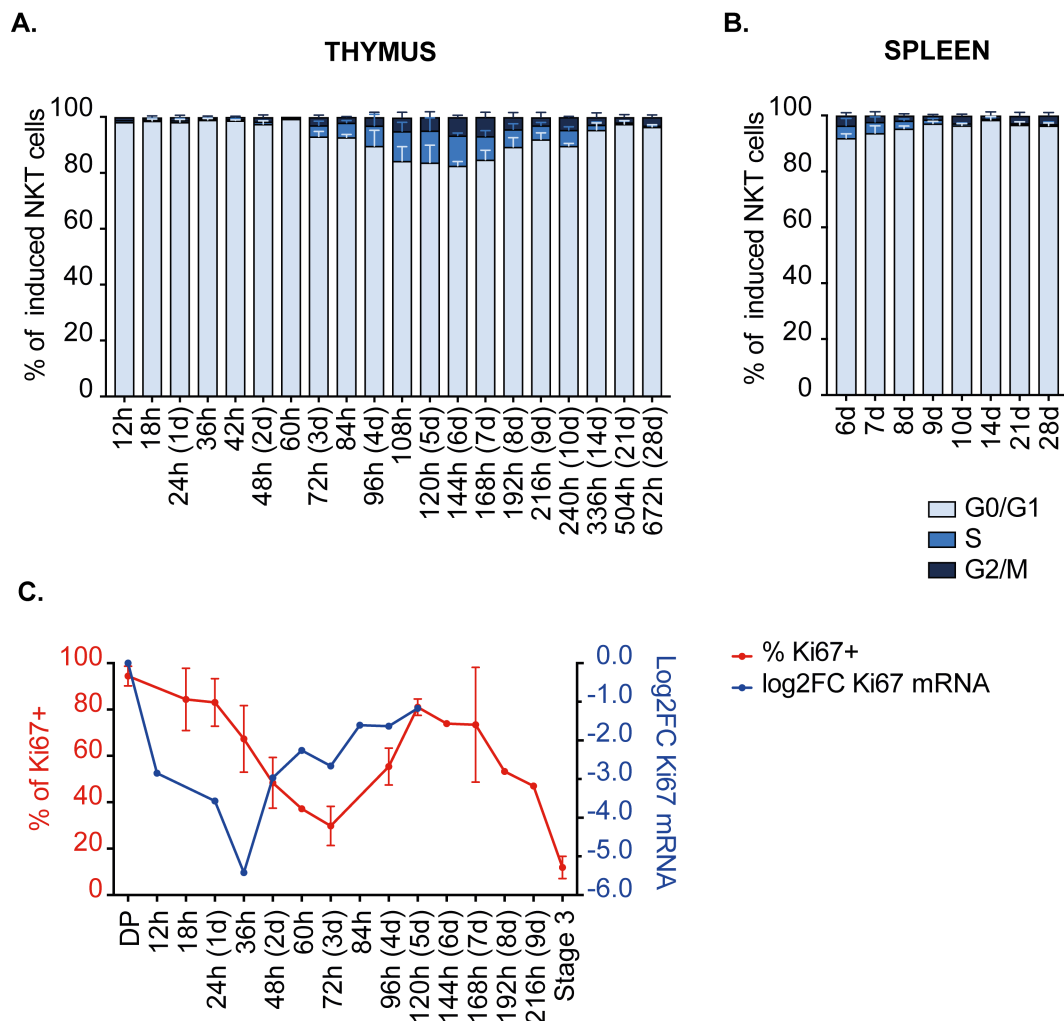 A.
THYMUS
% of induced NKT cells
100
80
60
40
20
0
12h
18h
24h (1d)
36h
42h
48h (2d)
60h
72h (3d)
84h
96h (4d)
108h
120h (5d)
144h (6d)
168h (7d)
192h (8d)
216h (9d)
240h (10d)
336h (14d)
504h (21d)
672h (28d)
B.
SPLEEN
% of induced NKT cells
100
80
60
40
20
0
6d
7d
8d
9d
10d
14d
21d
28d
G0/G1
S
G2/M
C.
% of Ki67+
100
80
60
40
20
0
0.0
-1.0
-2.0
-3.0
-4.0
-5.0
-6.0
Log2FC Ki67 mRNA
DP
12h
18h
24h (1d)
36h
48h (2d)
60h
72h (3d)
84h
96h (4d)
120h (5d)
144h (6d)
168h (7d)
192h (8d)
216h (9d)
Stage 3
% Ki67+
log2FC Ki67 mRNA